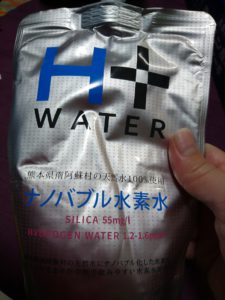 H+
WATER
熊本県南阿蘇村の天然水100%使用
ナノバブル水素水
SILICA 55mg/l
HYDROGEN WATER 1.2-1.6ppm